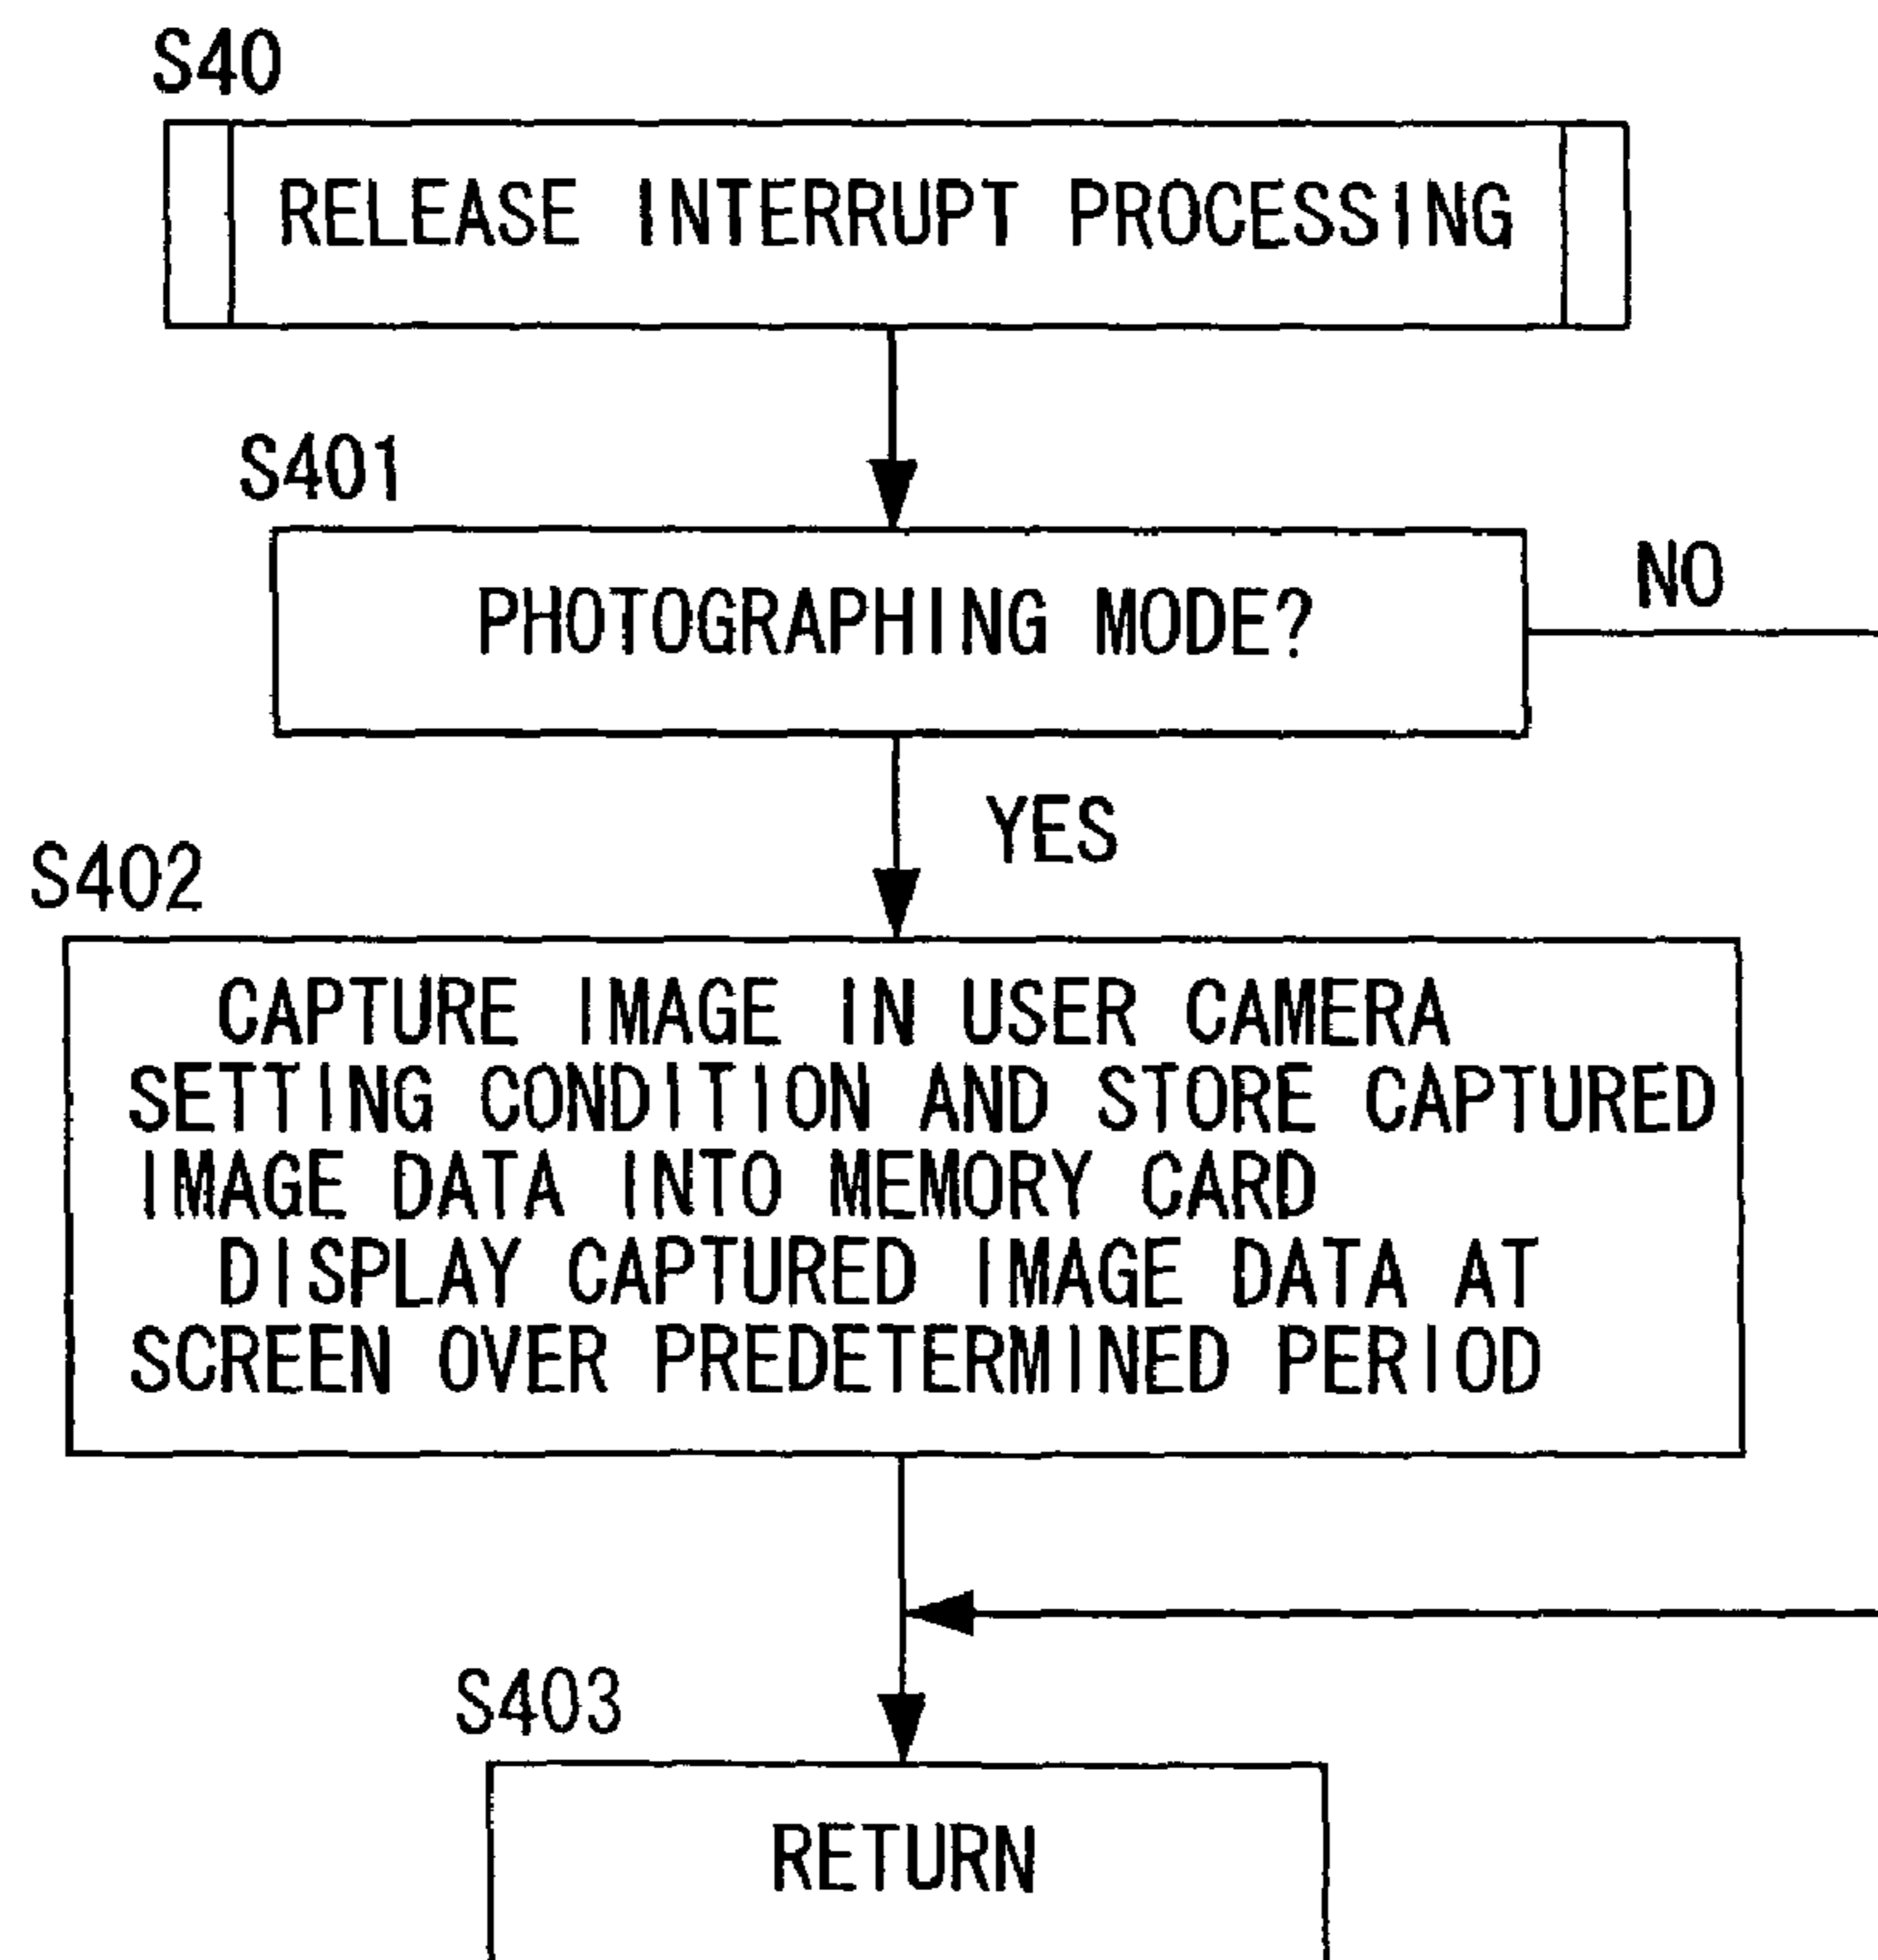 S40
RELEASE INTERRUPT PROCESSING
S401
PHOTOGRAPHING MODE?
NO
YES
S402
CAPTURE IMAGE IN USER CAMERA
SETTING CONDITION AND STORE CAPTURED
IMAGE DATA INTO MEMORY CARD
DISPLAY CAPTURED IMAGE DATA AT
SCREEN OVER PREDETERMINED PERIOD
S403
RETURN